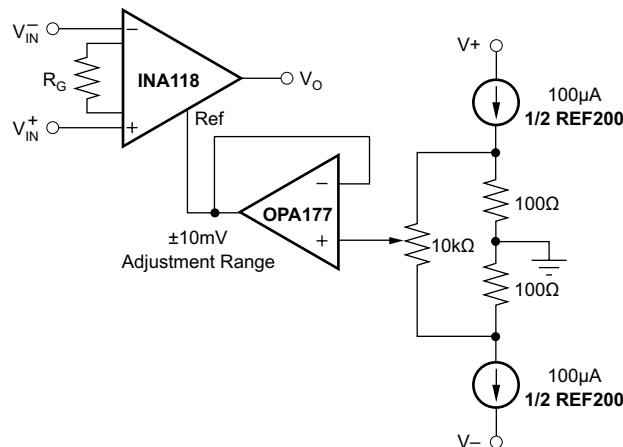 V−IN
−
INA118
RG
VO
V+IN
+
Ref
V+
100µA
1/2 REF200
−
OPA177
+
100Ω
10kΩ
±10mV
Adjustment Range
100Ω
100µA
1/2 REF200
V–